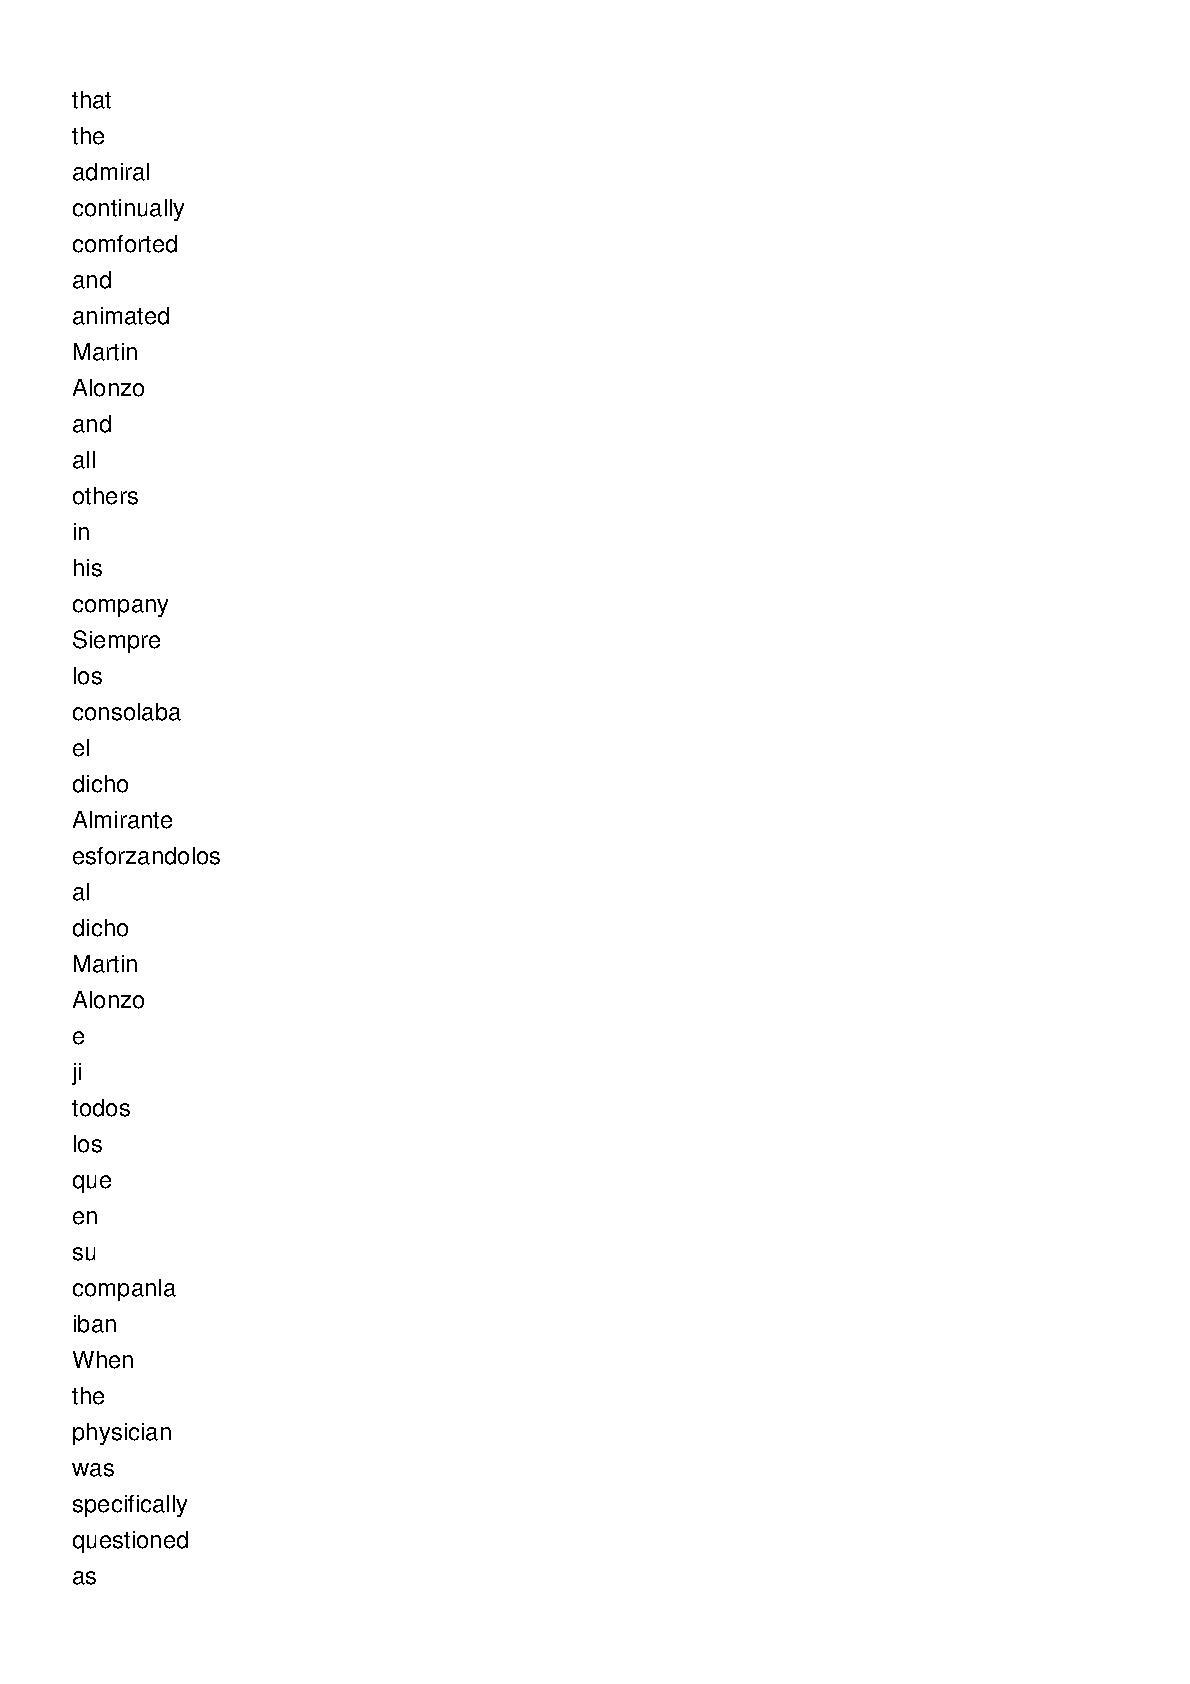 that
the
admiral
continually
comforted
and
animated
Martin
Alonzo
and
all
others
in
his
company
Siempre
los
consolaba
el
dicho
Almirante
esforzandolos
al
dicho
Martin
Alonzo
e
ji
todos
los
que
en
su
companla
iban
When
the
physician
was
specifically
questioned
as